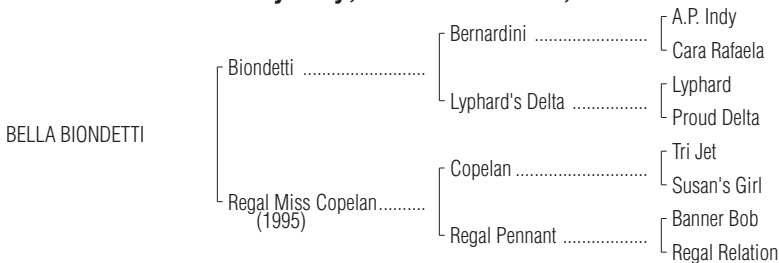 A.P. Indy
Bernardini ........................
Cara Rafaela
Biondetti ..........................
Lyphard
Lyphard's Delta ................
Proud Delta
BELLA BIONDETTI
Tri Jet
Copelan ............................
Susan's Girl
Regal Miss Copelan..........
(1995)
Banner Bob
Regal Pennant ..................
Regal Relation